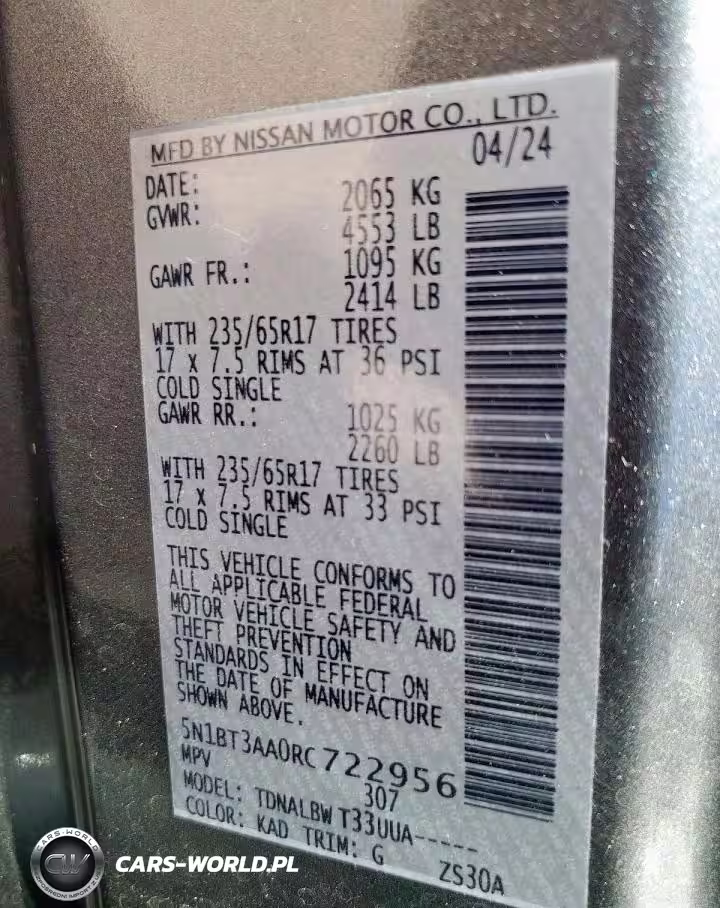 MFD BY NISSAN MOTOR CO., LTD.
DATE: 04/24
GVWR: 2065 KG
4553 LB
GAWR FR.: 1095 KG
2414 LB
WITH 235/65R17 TIRES
17 x 7.5 RIMS AT 36 PSI
COLD SINGLE
GAWR RR.: 1025 KG
2260 LB
WITH 235/65R17 TIRES
17 x 7.5 RIMS AT 33 PSI
COLD SINGLE
THIS VEHICLE CONFORMS TO
ALL APPLICABLE FEDERAL
MOTOR VEHICLE SAFETY AND
THEFT PREVENTION
STANDARDS IN EFFECT ON
THE DATE OF MANUFACTURE
SHOWN ABOVE.
5N1BT3AA0RC722956
MPV 307
MODEL: TDNALBW T33UUA-----
COLOR: KAD TRIM: G ZS30A
CARS-WORLD
CW
CARS-WORLD.PL